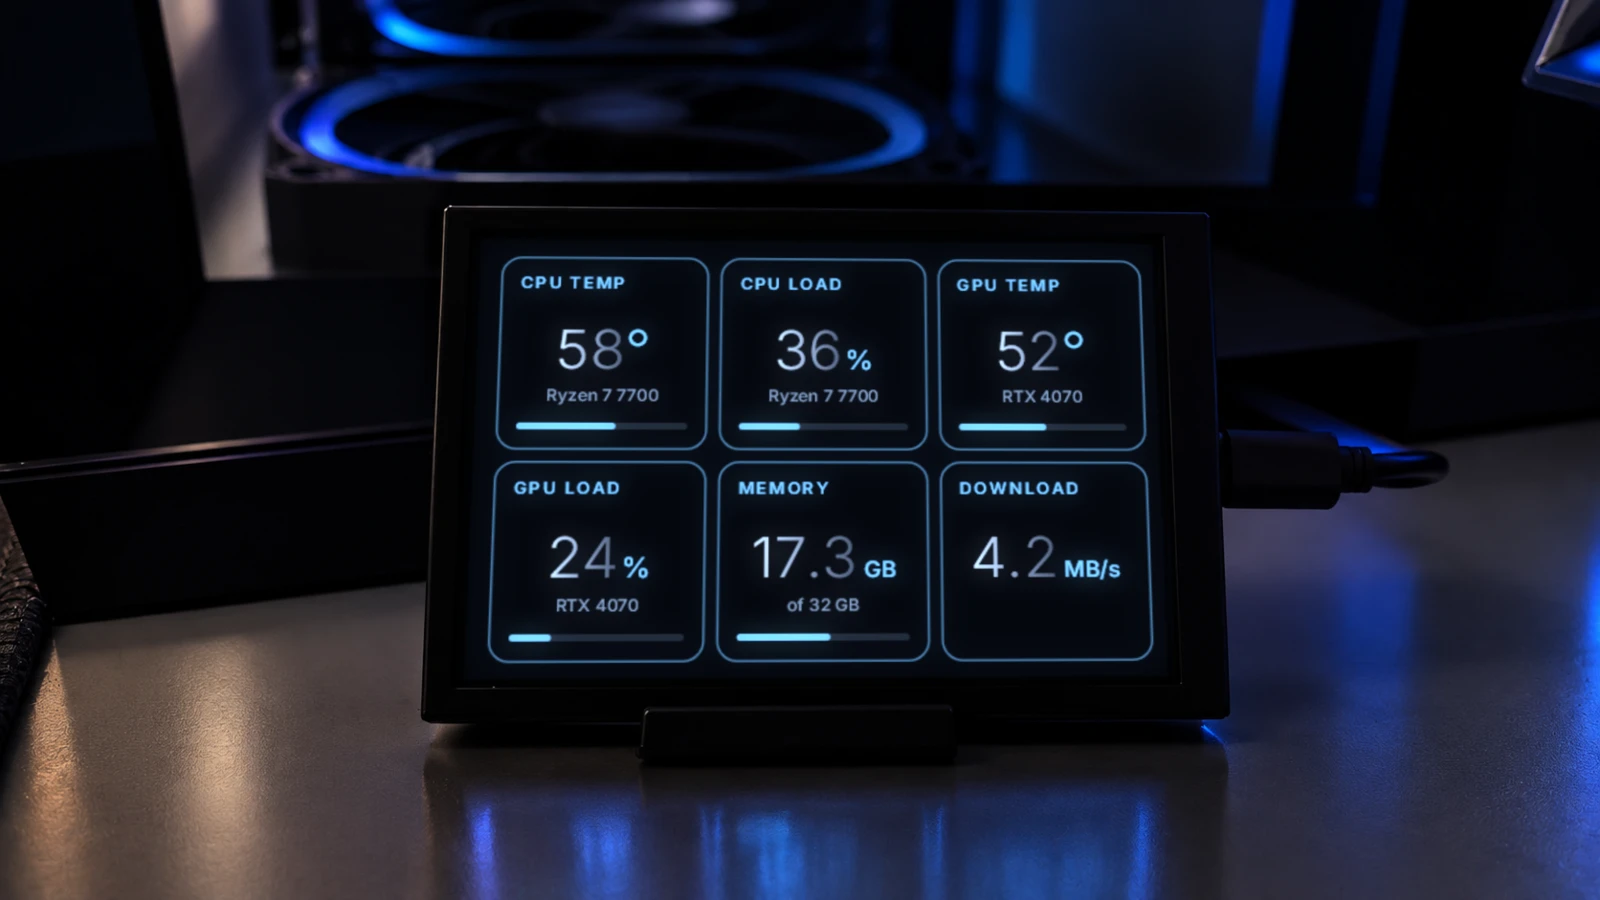 CPU TEMP
58°
Ryzen 7 7700
CPU LOAD
36%
Ryzen 7 7700
GPU TEMP
52°
RTX 4070
GPU LOAD
24%
RTX 4070
MEMORY
17.3 GB
of 32 GB
DOWNLOAD
4.2 MB/s